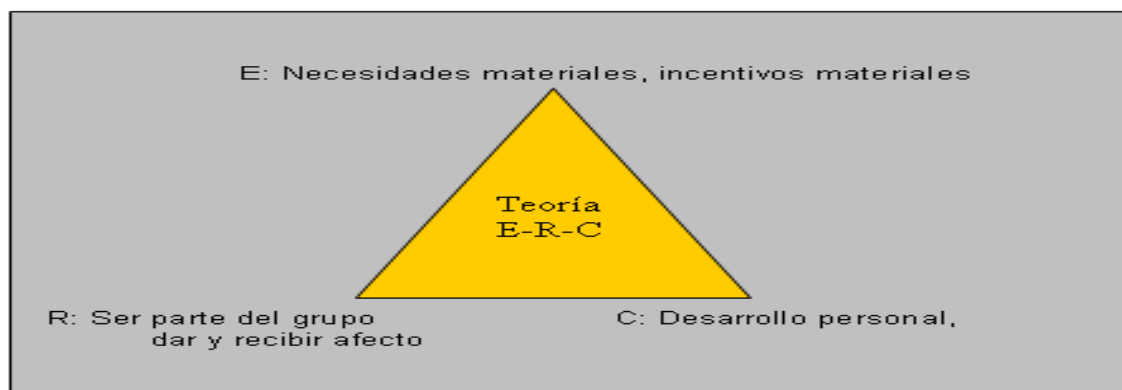 E: Necesidades materiales, incentivos materiales
Teoría
E-R-C
R: Ser parte del grupo
dar y recibir afecto
C: Desarrollo personal,